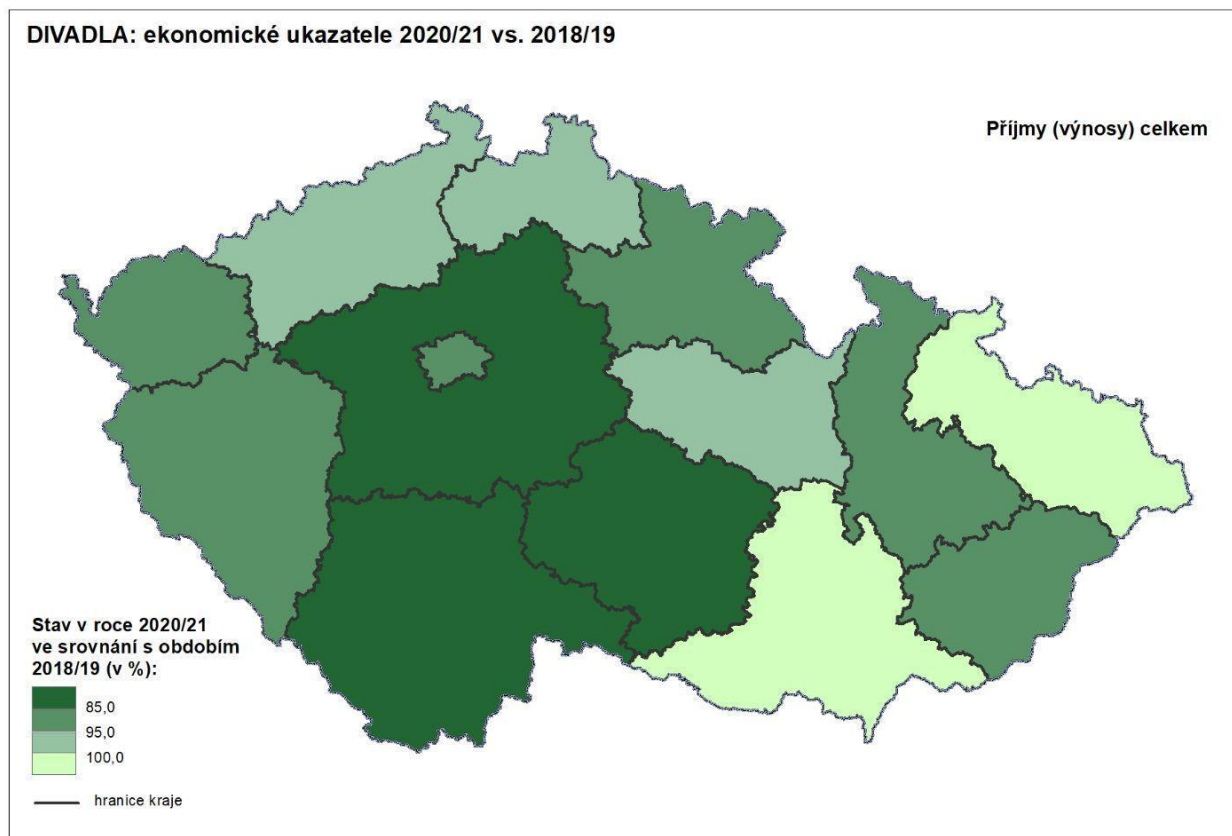 DIVADLA: ekonomické ukazatele 2020/21 vs. 2018/19
Příjmy (výnosy) celkem
Stav v roce 2020/21
ve srovnání s obdobím
2018/19 (v %):
85,0
95,0
100,0
hranice kraje